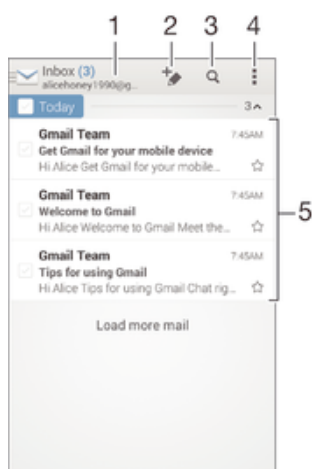 1 2 3 4
Inbox (3)
alicehoney1990@g...
Today 3
Gmail Team 7:45AM
Get Gmail for your mobile device
Hi Alice Get Gmail for your mobile...
Gmail Team 7:45AM
Welcome to Gmail
Hi Alice Welcome to Gmail Meet the...
5
Gmail Team 7:45AM
Tips for using Gmail
Hi Alice Tips for using Gmail Chat rig...
Load more mail